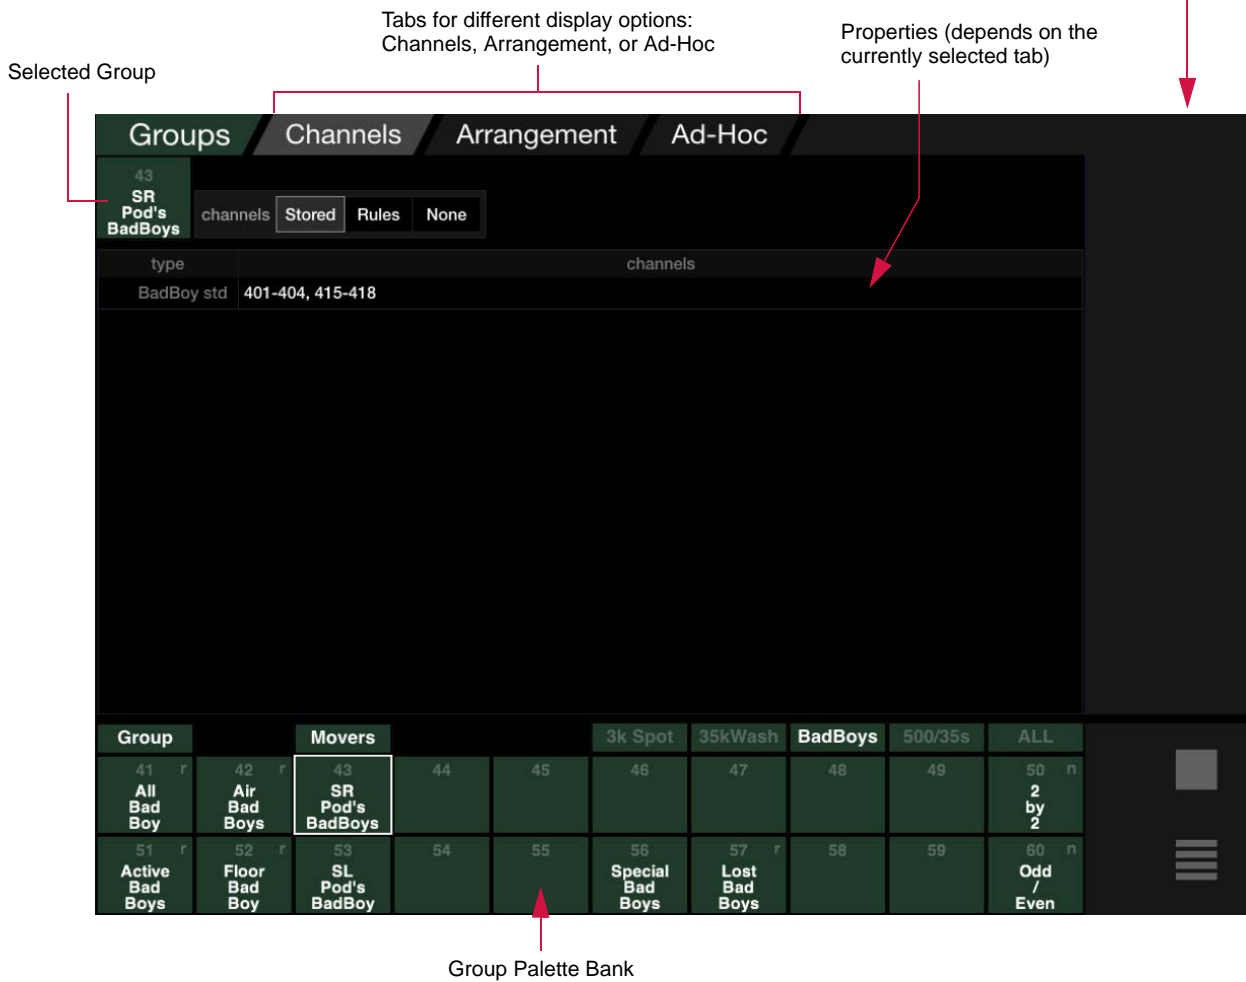 Tabs for different display options:
Channels, Arrangement, or Ad-Hoc
Properties (depends on the
currently selected tab)
Selected Group
Groups Channels Arrangement Ad-Hoc
43
SR
Pod's
BadBoys
channels Stored Rules None
type channels
BadBoy std 401-404, 415-418
Group Movers 3k Spot 35kWash BadBoys 500/35s ALL
41 r 42 r 43 44 45 46 47 48 49 50 n
All Air SR 2
Bad Bad Pod's by
Boy Boys BadBoys 2
51 r 52 r 53 54 55 56 57 r 58 59 60 n
Active Floor SL Special Lost Odd
Bad Bad Pod's Bad Bad /
Boys Boy BadBoy Boys Boys Even
Group Palette Bank